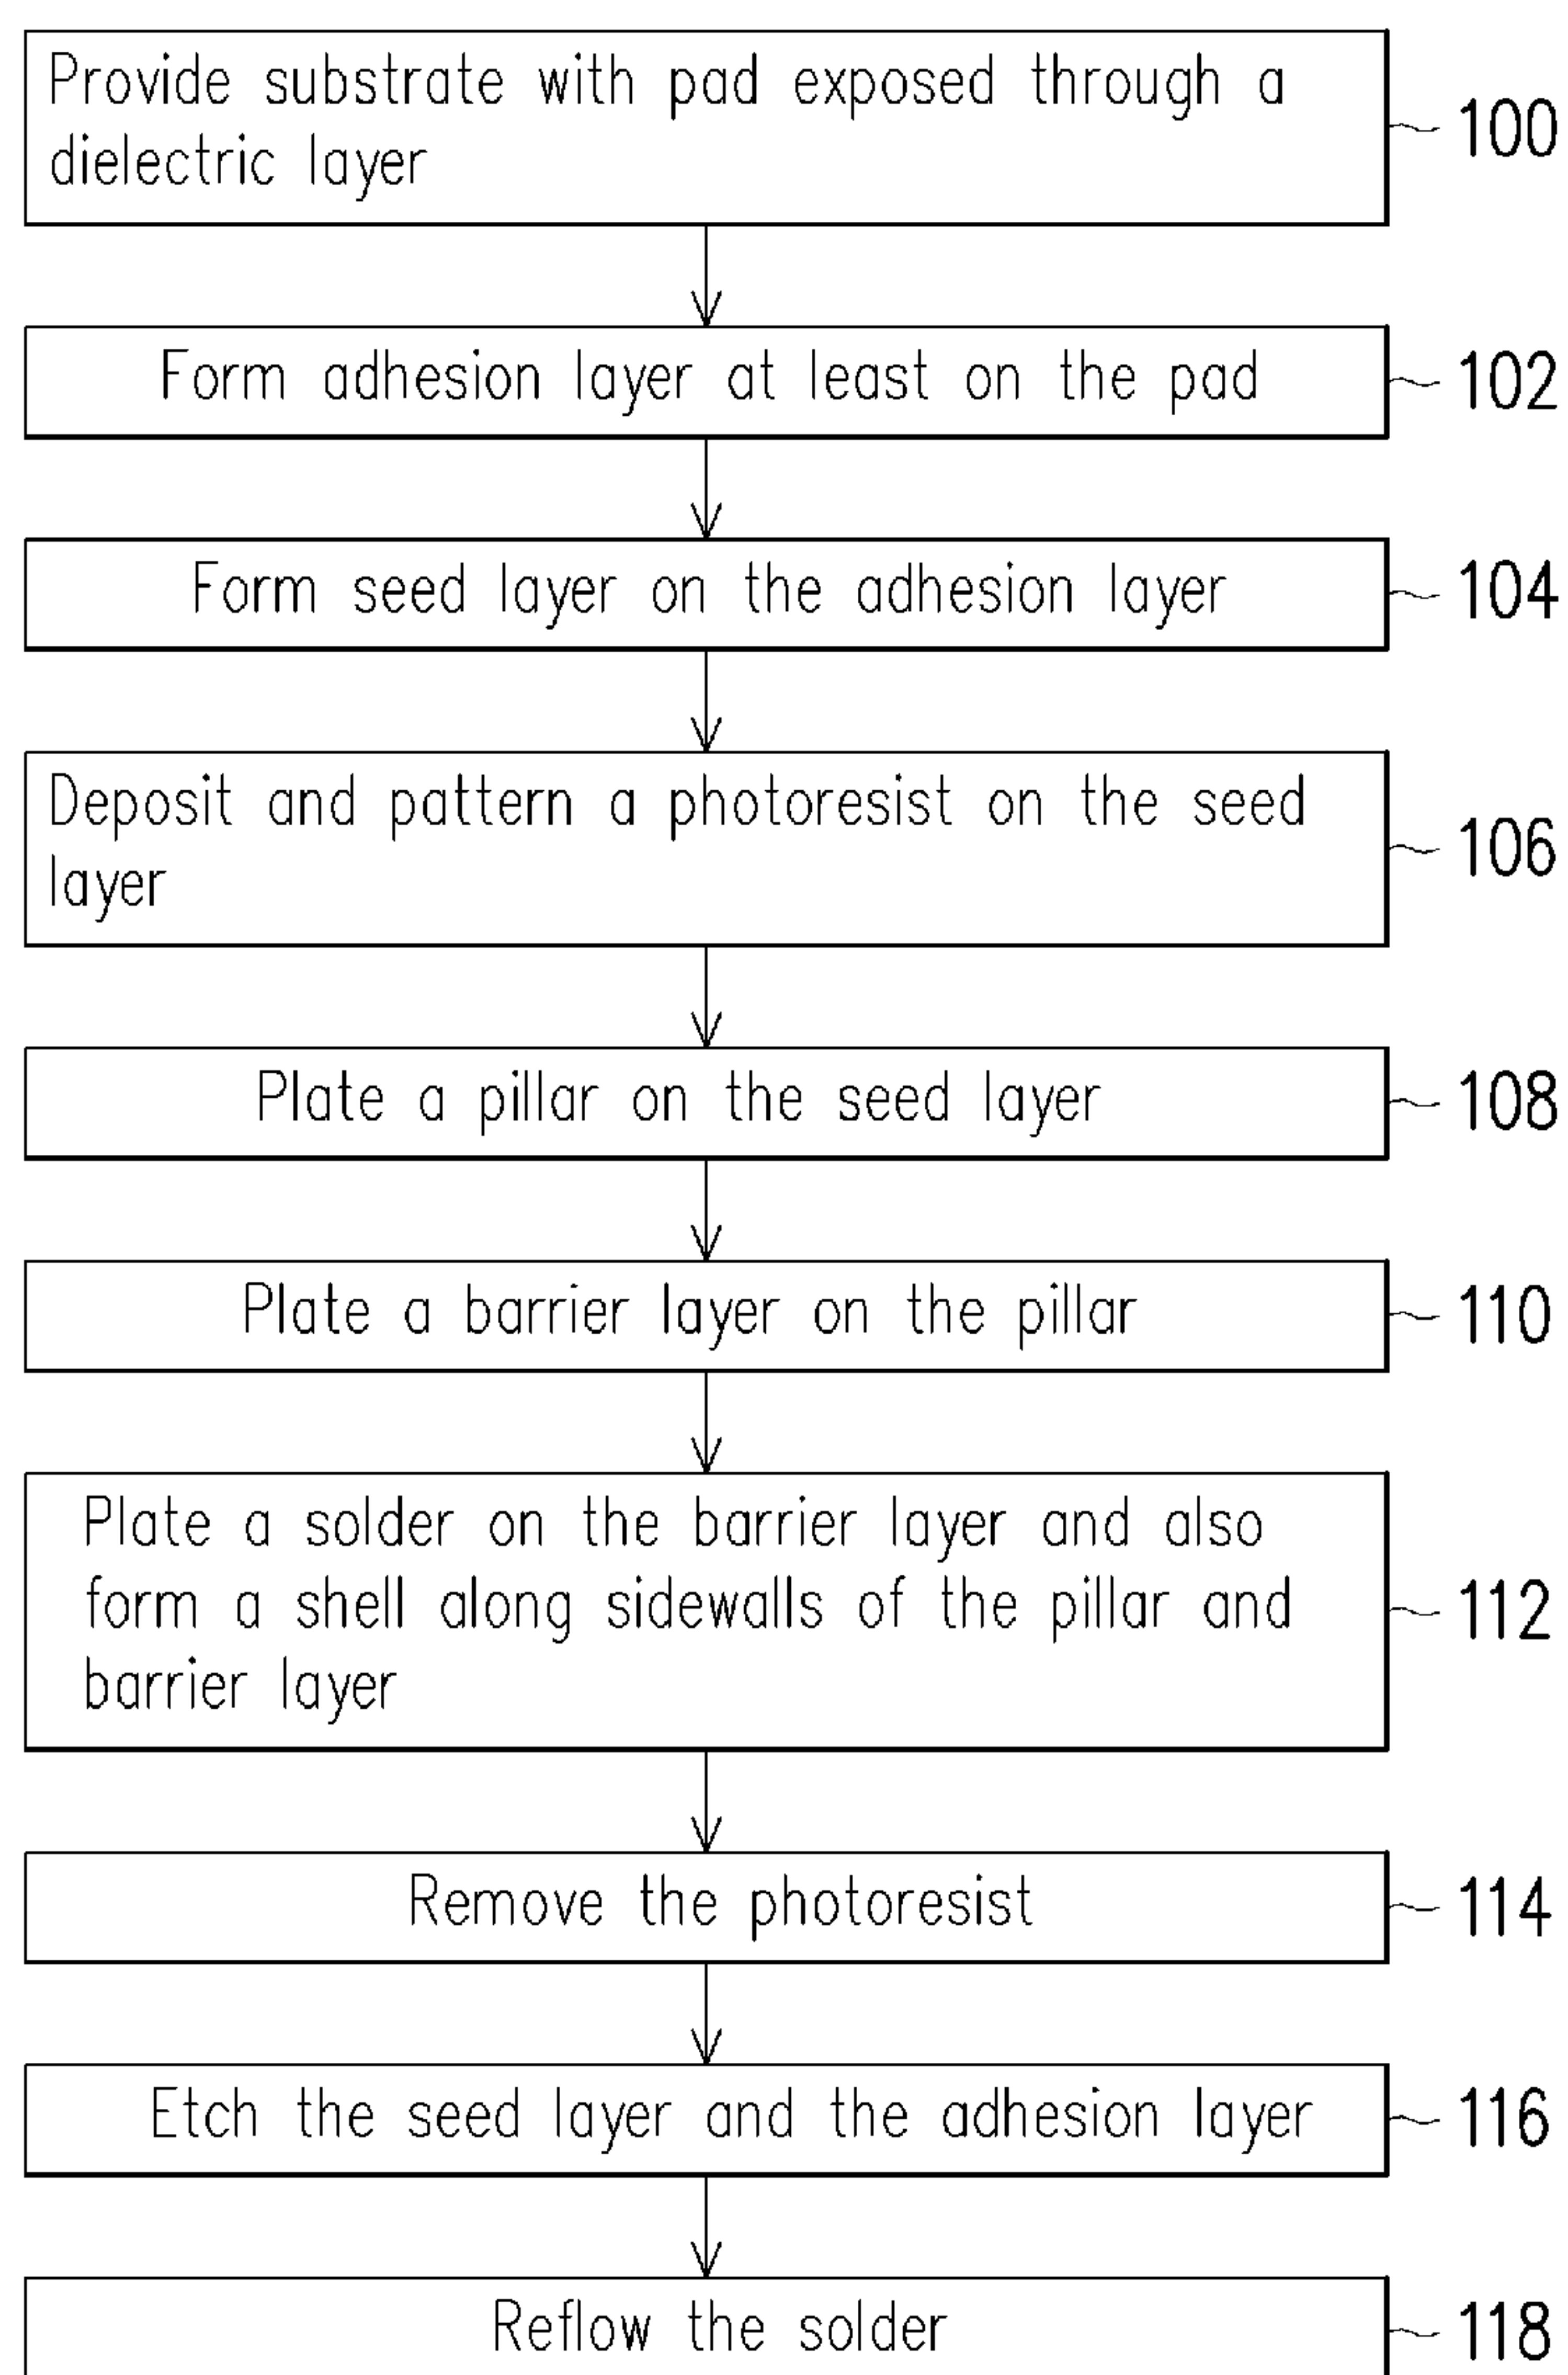 Provide substrate with pad exposed through a
dielectric layer
100
Form adhesion layer at least on the pad
102
Form seed layer on the adhesion layer
104
Deposit and pattern a photoresist on the seed
layer
106
Plate a pillar on the seed layer
108
Plate a barrier layer on the pillar
110
Plate a solder on the barrier layer and also
form a shell along sidewalls of the pillar and
barrier layer
112
Remove the photoresist
114
Etch the seed layer and the adhesion layer
116
Reflow the solder
118